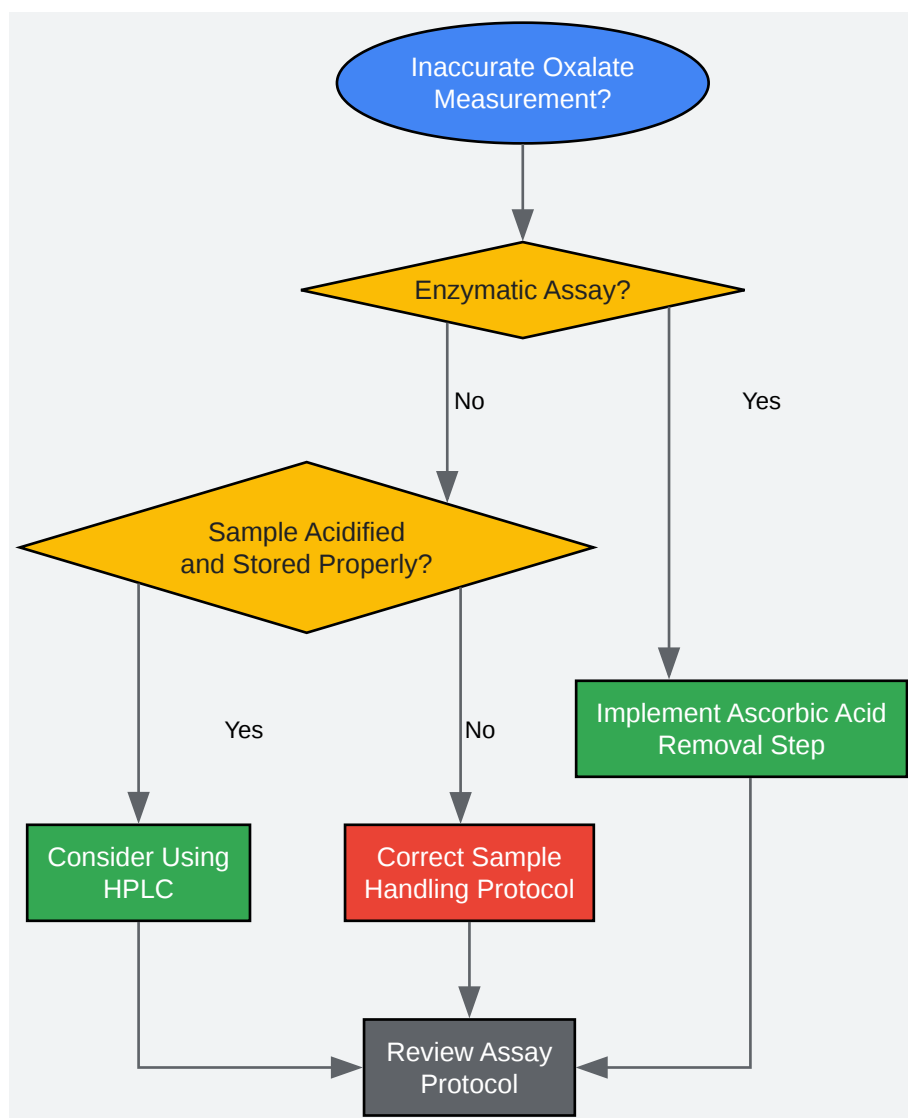 Inaccurate Oxalate
Measurement?
Enzymatic Assay?
No
Yes
Sample Acidified
and Stored Properly?
Implement Ascorbic Acid
Removal Step
Yes
No
Consider Using
HPLC
Correct Sample
Handling Protocol
Review Assay
Protocol